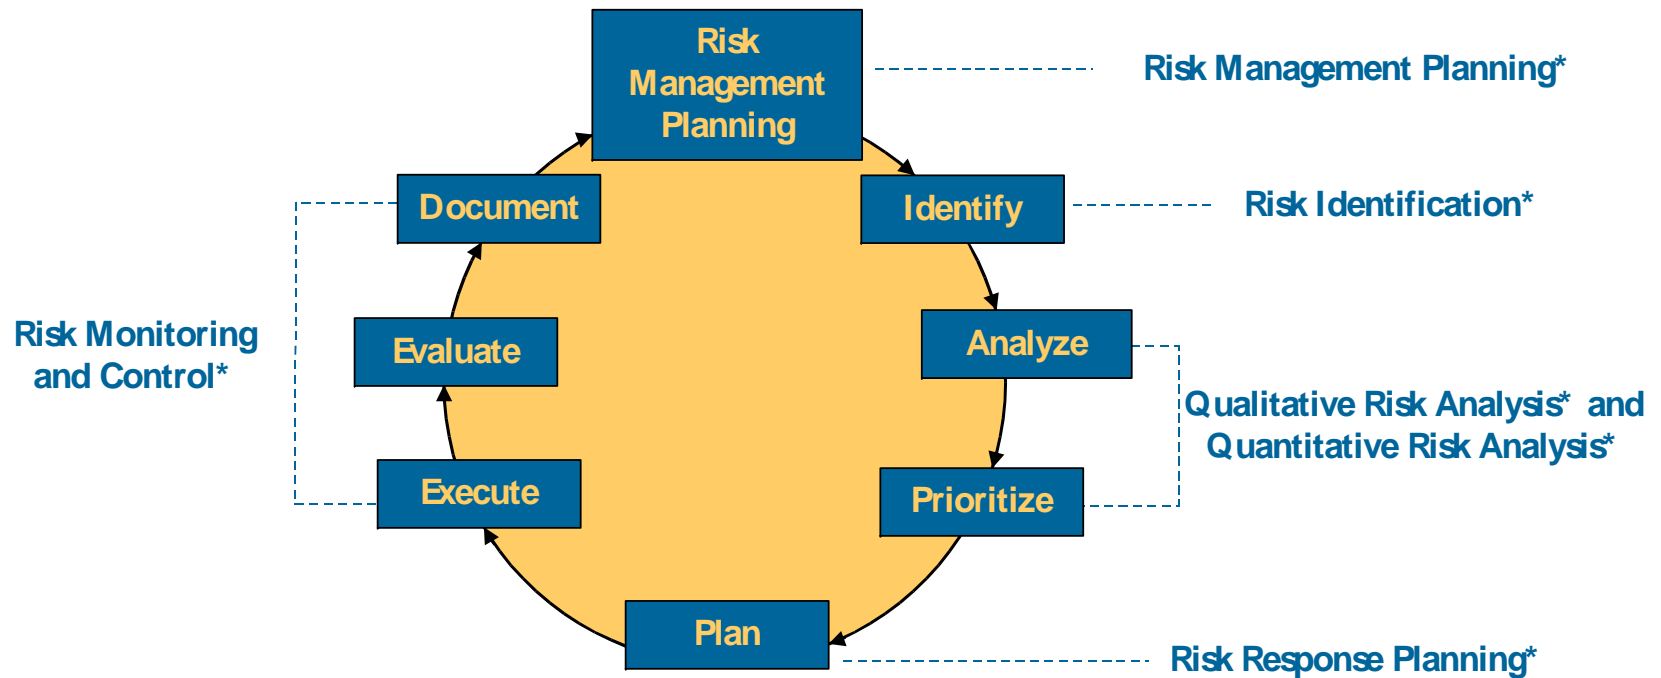 Risk
Management
Planning
Risk Management Planning*
Document
Identify
Risk Identification*
Risk Monitoring
and Control*
Evaluate
Analyze
Qualitative Risk Analysis* and
Quantitative Risk Analysis*
Execute
Prioritize
Plan
Risk Response Planning*